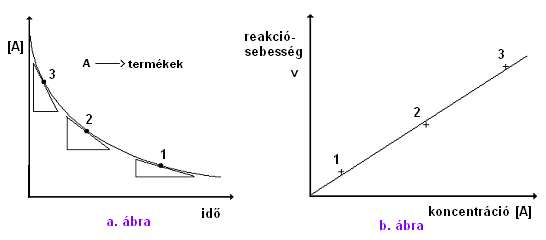 [A]
A ⟶ termékek
3
2
1
idő
a. ábra
reakció-
sebesség
v
3
2
1
koncentráció [A]
b. ábra